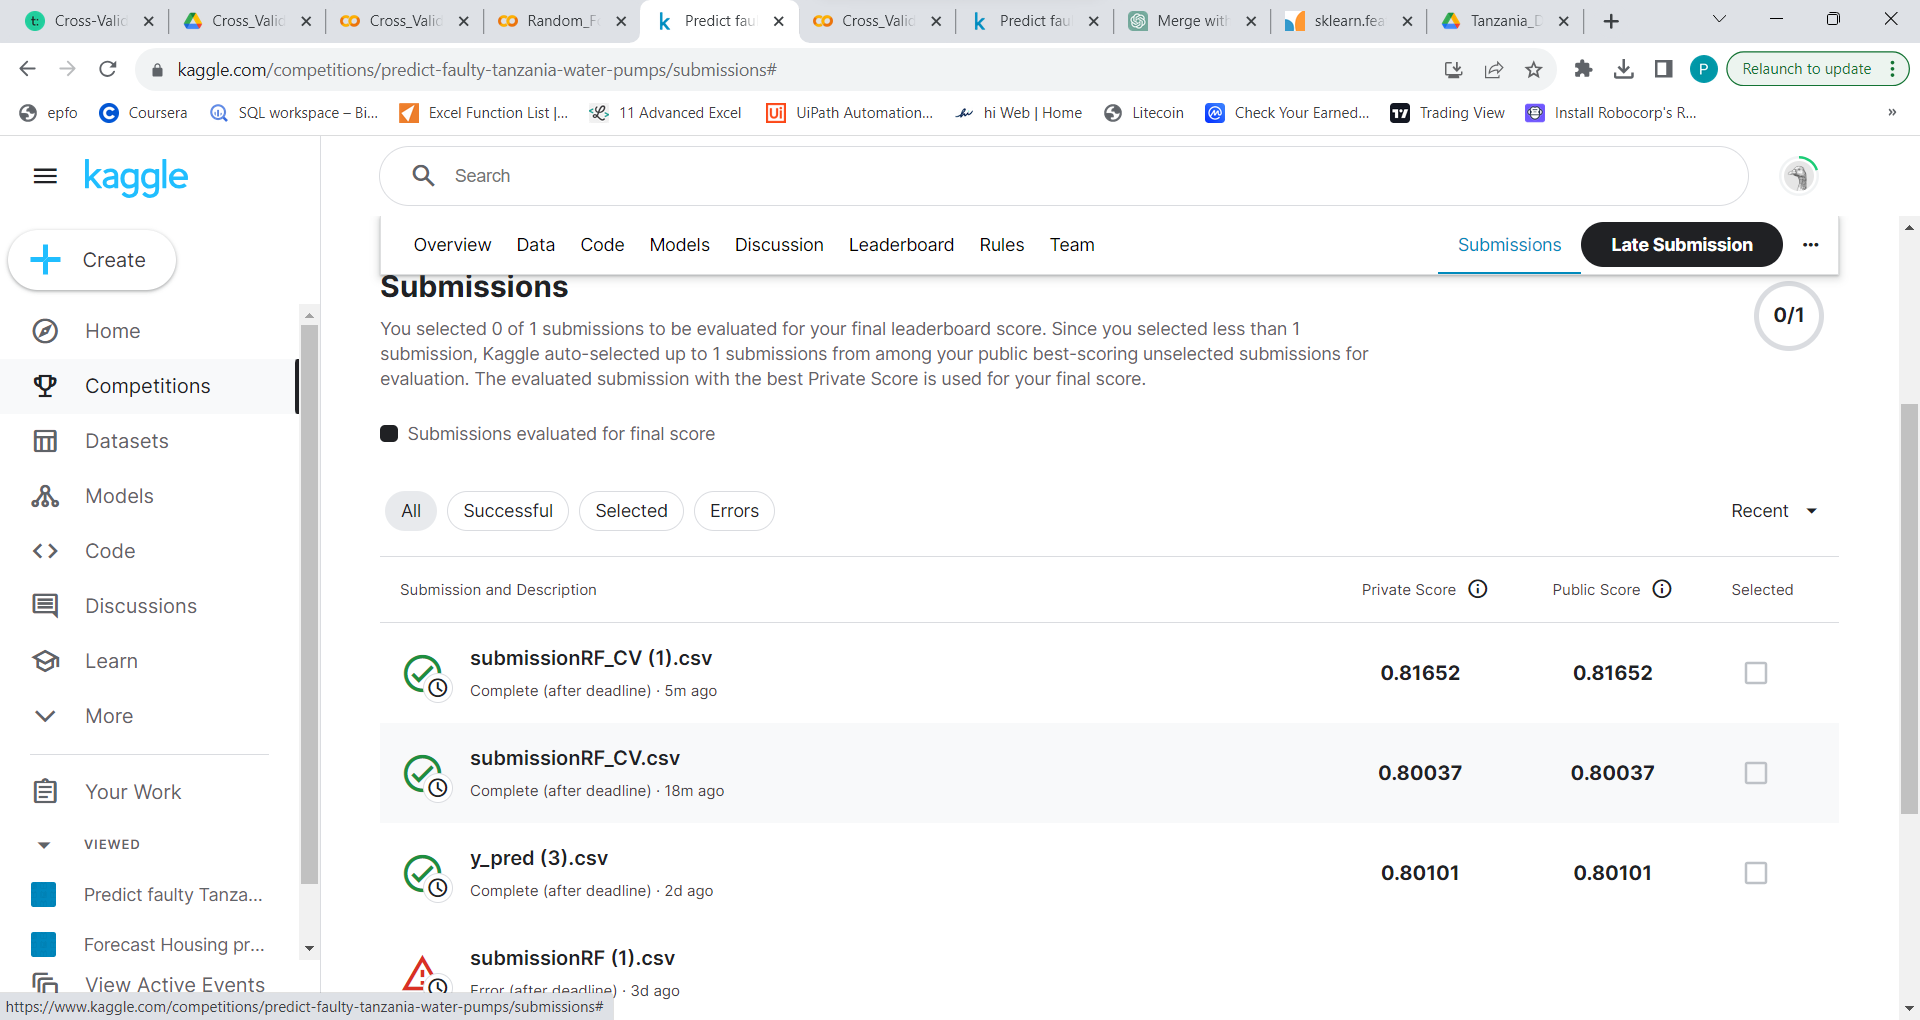 Cross-Valid
Cross_Valid
Cross_Valid
Random_Fo
Predict fau
Cross_Valid
Predict fau
Merge with
sklearn.fea
Tanzania_D
kaggle.com/competitions/predict-faulty-tanzania-water-pumps/submissions#
P
Relaunch to update
epfo
Coursera
SQL workspace – Bi...
Excel Function List |...
11 Advanced Excel
UiPath Automation...
hi Web | Home
Litecoin
Check Your Earned...
Trading View
Install Robocorp's R...
»
kaggle
Search
Create
Overview
Data
Code
Models
Discussion
Leaderboard
Rules
Team
Submissions
Late Submission
Submissions
0/1
You selected 0 of 1 submissions to be evaluated for your final leaderboard score. Since you selected less than 1
submission, Kaggle auto-selected up to 1 submissions from among your public best-scoring unselected submissions for
evaluation. The evaluated submission with the best Private Score is used for your final score.
Submissions evaluated for final score
All
Successful
Selected
Errors
Recent
Submission and Description
Private Score
Public Score
Selected
submissionRF_CV (1).csv
Complete (after deadline) · 5m ago
0.81652
0.81652
submissionRF_CV.csv
Complete (after deadline) · 18m ago
0.80037
0.80037
y_pred (3).csv
Complete (after deadline) · 2d ago
0.80101
0.80101
submissionRF (1).csv
Error (after deadline) · 3d ago
Home
Competitions
Datasets
Models
Code
Discussions
Learn
More
Your Work
VIEWED
Predict faulty Tanza...
Forecast Housing pr...
View Active Events
https://www.kaggle.com/competitions/predict-faulty-tanzania-water-pumps/submissions#